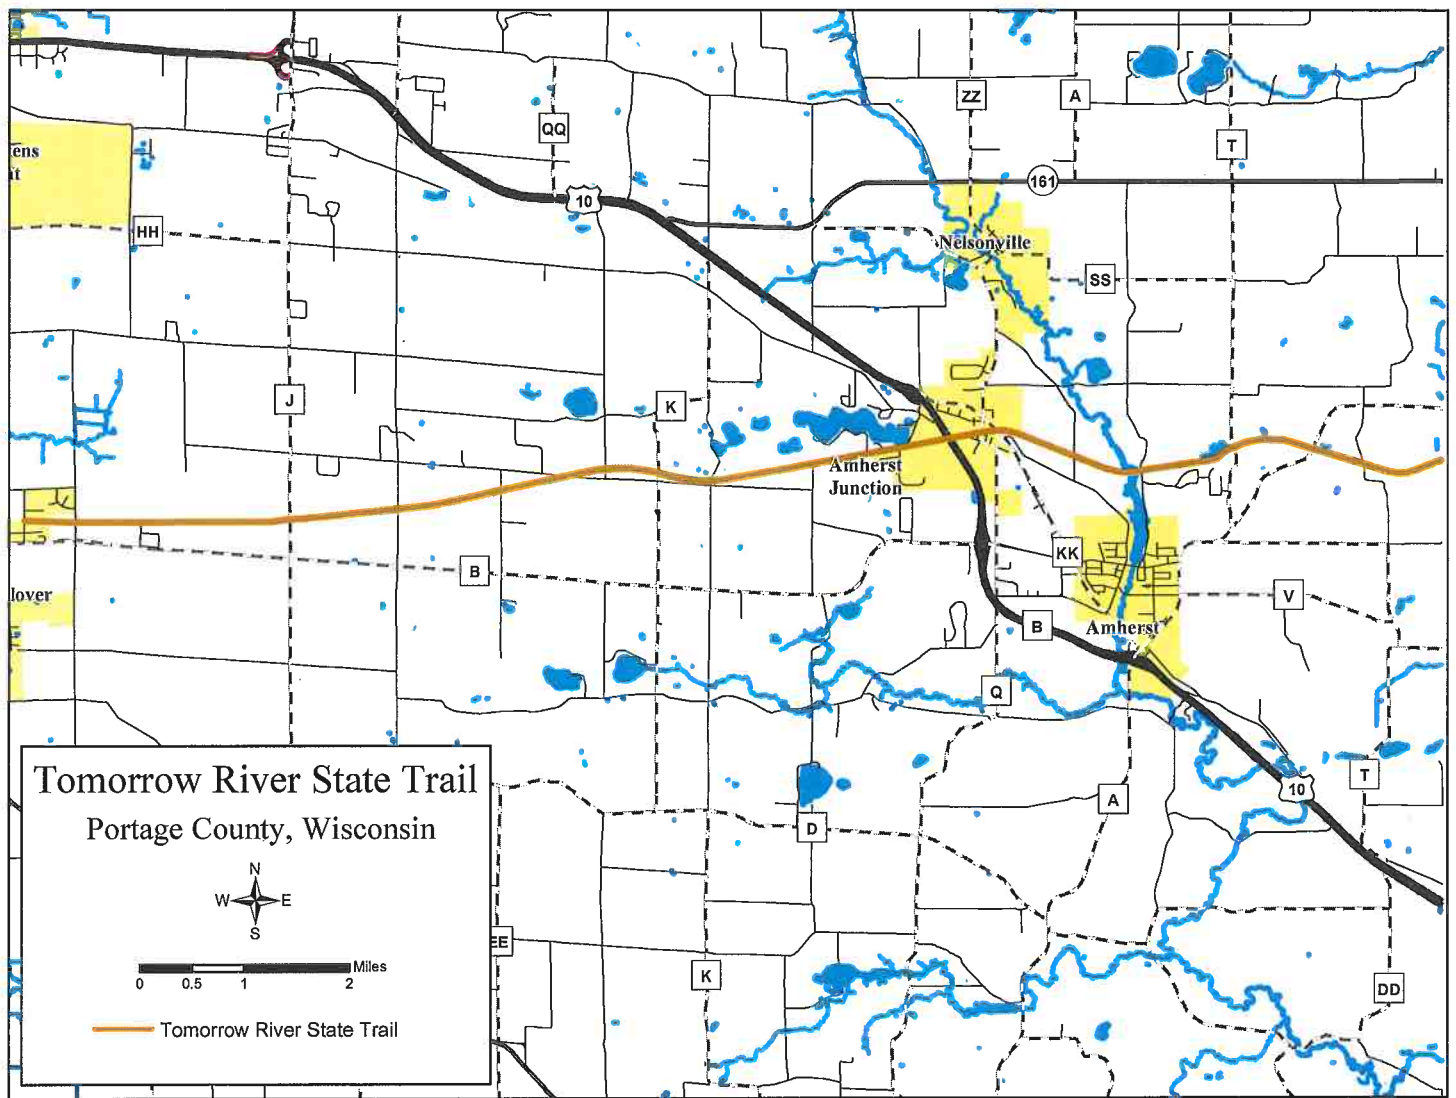 ZZ
A
QQ
T
ens
it
161
10
HH
Nelsonville
SS
J
K
Amherst
Junction
KK
B
lover
V
B
Amherst
Q
Tomorrow River State Trail
Portage County, Wisconsin
N
W E
S
Miles
0 0.5 1 2
Tomorrow River State Trail
T
10
A
D
EE
K
DD